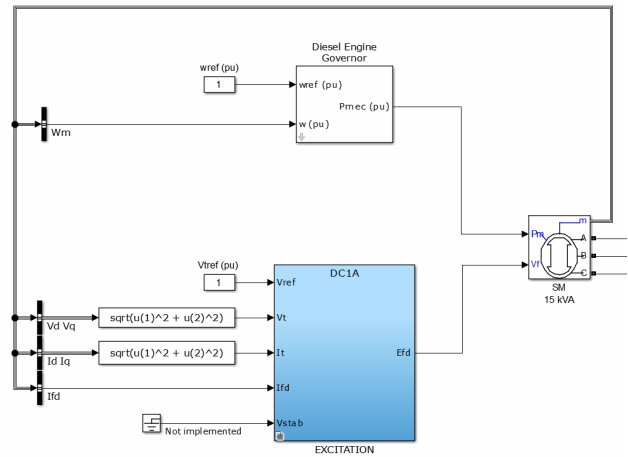 Diesel Engine
Governor
wref (pu)
1
wref (pu)
Pmec (pu)
w (pu)
Wm
m
Pm
A
B
Vf
C
SM
15 kVA
Vtref (pu)
1
DC1A
Vref
Vd Vq
sqrt(u(1)^2 + u(2)^2)
Vt
Id Iq
sqrt(u(1)^2 + u(2)^2)
It
Efd
Ifd
Ifd
Not implemented
Vstab
EXCITATION